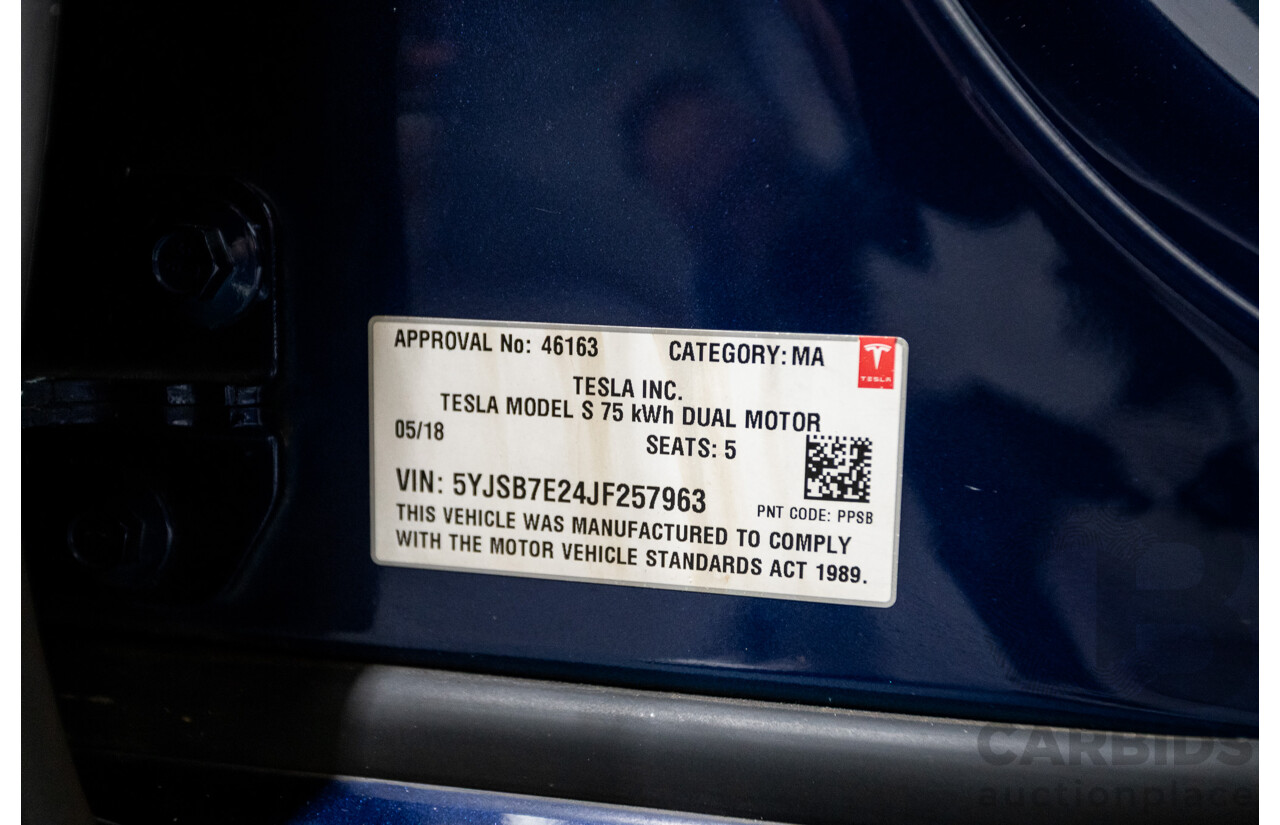 APPROVAL No: 46163 CATEGORY: MA
TESLA
TESLA INC.
TESLA MODEL S 75 kWh DUAL MOTOR
05/18 SEATS: 5
VIN: 5YJSB7E24JF257963
PNT CODE: PPSB
THIS VEHICLE WAS MANUFACTURED TO COMPLY
WITH THE MOTOR VEHICLE STANDARDS ACT 1989.
CARBIDS
auctionplace